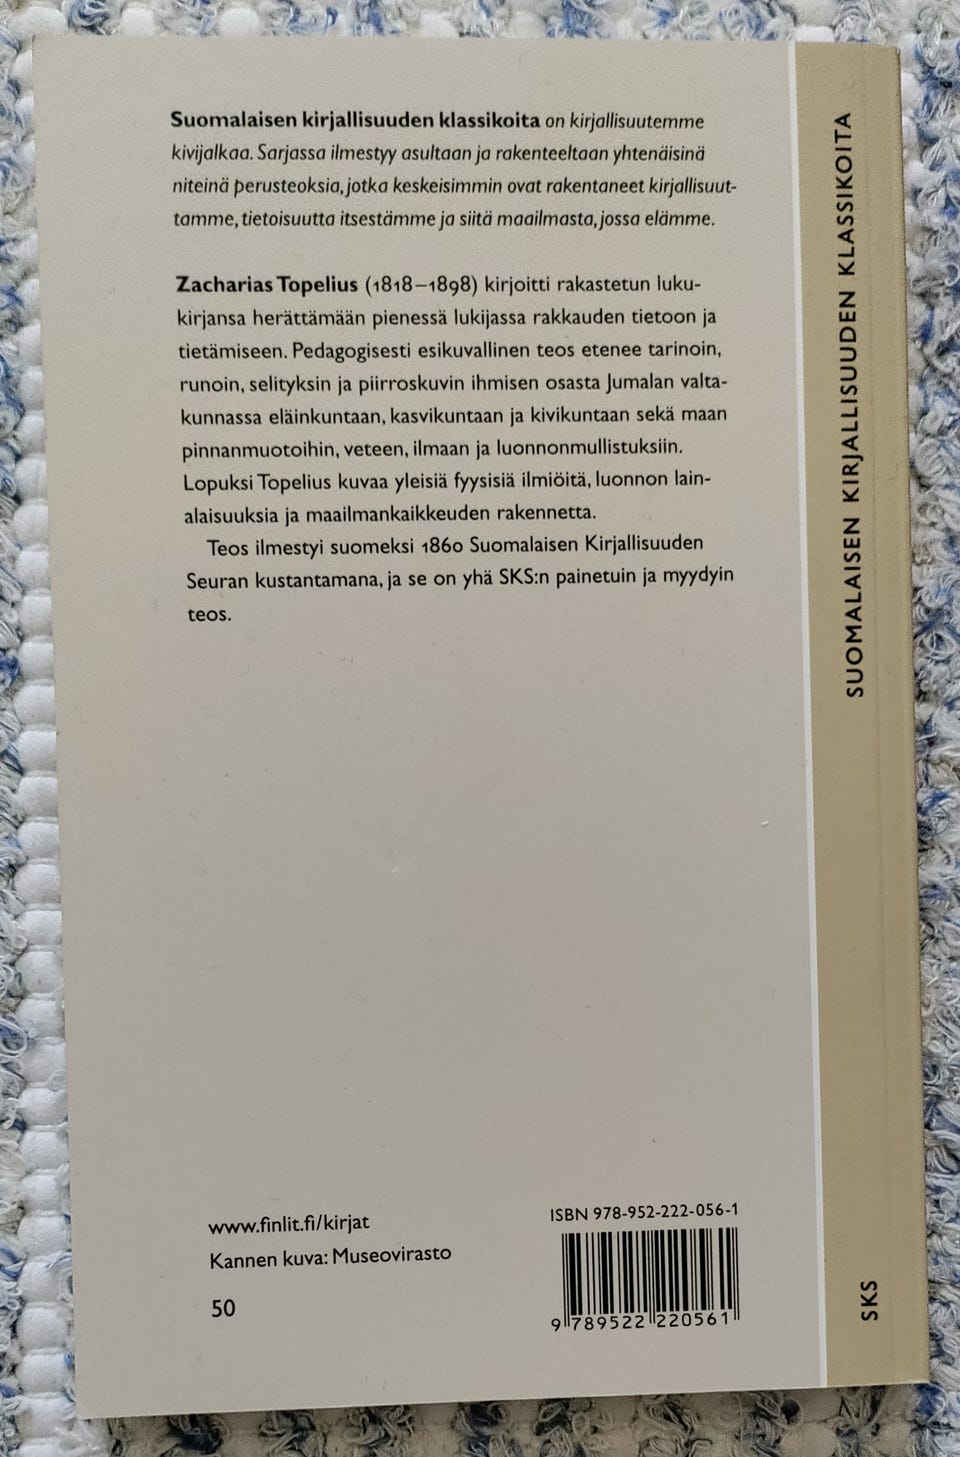 Suomalaisen kirjallisuuden klassikoita on kirjallisuutemme
kivijalkaa. Sarjassa ilmestyy asultaan ja rakenteeltaan yhtenäisinä
niteinä perusteoksia, jotka keskeisimmin ovat rakentaneet kirjallisuut-
tamme, tietoisuutta itsestämme ja siitä maailmasta, jossa elämme.
Zacharias Topelius (1818–1898) kirjoitti rakastetun luku-
kirjansa herättämään pienessä lukijassa rakkauden tietoon ja
tietämiseen. Pedagogisesti esikuvallinen teos etenee tarinoin,
runoin, selityksin ja piirroskuvin ihmisen osasta Jumalan valta-
kunnassa eläinkuntaan, kasvikuntaan ja kivikuntaan sekä maan
pinnanmuotoihin, veteen, ilmaan ja luonnonmullistuksiin.
Lopuksi Topelius kuvaa yleisiä fyysisiä ilmiöitä, luonnon lain-
alaisuuksia ja maailmankaikkeuden rakennetta.
Teos ilmestyi suomeksi 1860 Suomalaisen Kirjallisuuden
Seuran kustantamana, ja se on yhä SKS:n painetuin ja myydyin
teos.
www.finlit.fi/kirjat
Kannen kuva: Museovirasto
50
ISBN 978-952-222-056-1
9 789522 220561
SUOMALAISEN KIRJALLISUUDEN KLASSIKOITA
SKS